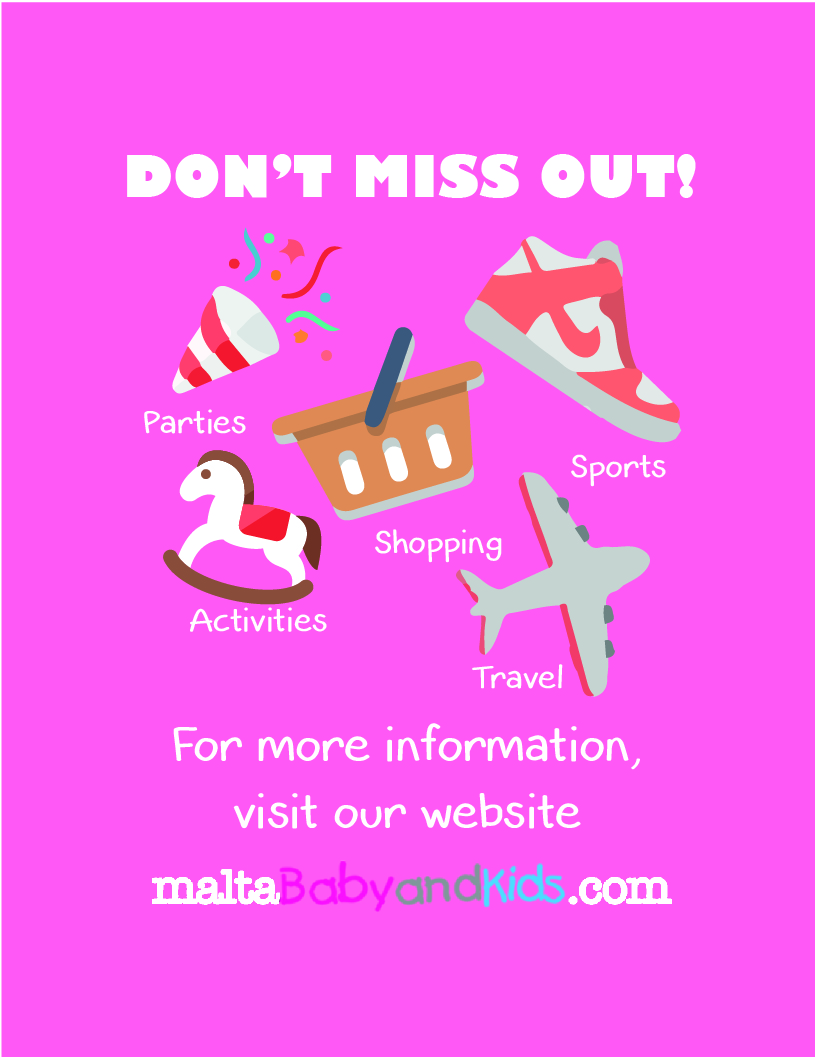 DON'T MISS OUT!
Parties
Sports
Shopping
Activities
Travel
For more information,
visit our website
maltaBabyandKids.com